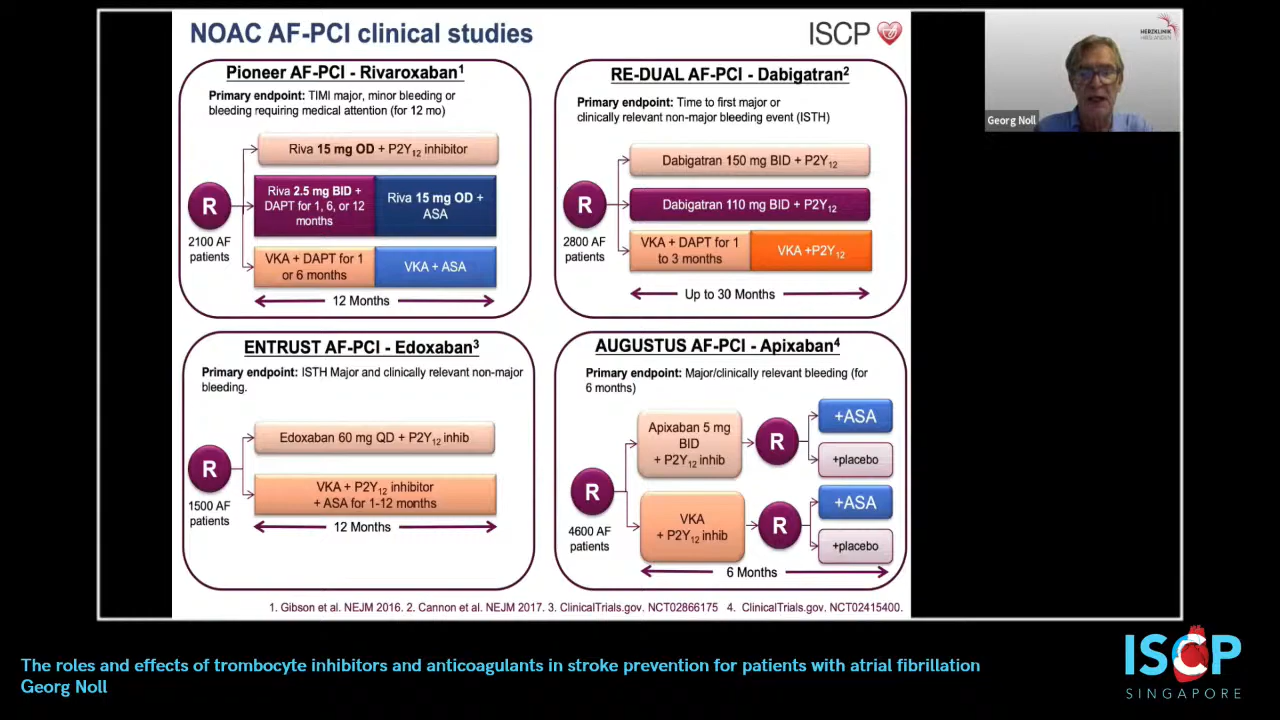 NOAC AF-PCI clinical studies
ISCP
Pioneer AF-PCI - Rivaroxaban¹
Primary endpoint: TIMI major, minor bleeding or
bleeding requiring medical attention (for 12 mo)
R
2100 AF
patients
Riva 15 mg OD + P2Y₁₂ inhibitor
Riva 2.5 mg BID +
DAPT for 1, 6, or 12
months
Riva 15 mg OD +
ASA
VKA + DAPT for 1
or 6 months
VKA + ASA
12 Months
RE-DUAL AF-PCI - Dabigatran²
Primary endpoint: Time to first major or
clinically relevant non-major bleeding event (ISTH)
R
2800 AF
patients
Dabigatran 150 mg BID + P2Y₁₂
Dabigatran 110 mg BID + P2Y₁₂
VKA + DAPT for 1
to 3 months
VKA +P2Y₁₂
Up to 30 Months
ENTRUST AF-PCI - Edoxaban³
Primary endpoint: ISTH Major and clinically relevant non-major
bleeding.
R
1500 AF
patients
Edoxaban 60 mg QD + P2Y₁₂ inhib
VKA + P2Y₁₂ inhibitor
+ ASA for 1-12 months
12 Months
AUGUSTUS AF-PCI - Apixaban⁴
Primary endpoint: Major/clinically relevant bleeding (for
6 months)
R
4600 AF
patients
Apixaban 5 mg
BID
+ P2Y₁₂ inhib
R
+ASA
+placebo
VKA
+ P2Y₁₂ inhib
R
+ASA
+placebo
6 Months
1. Gibson et al. NEJM 2016. 2. Cannon et al. NEJM 2017. 3. ClinicalTrials.gov. NCT02866175 4. ClinicalTrials.gov. NCT02415400.
HERZKLINIK
HIRSLANDEN
Georg Noll
The roles and effects of trombocyte inhibitors and anticoagulants in stroke prevention for patients with atrial fibrillation
Georg Noll
ISCP
SINGAPORE